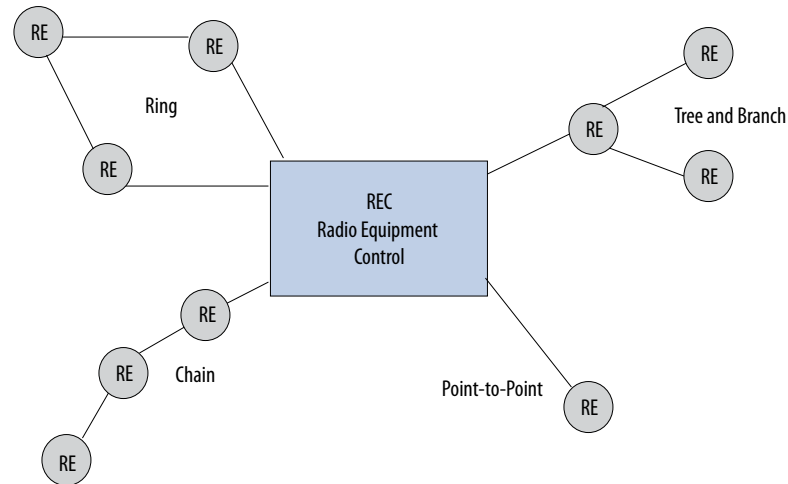 RE
RE
RE
Ring
RE
Tree and Branch
RE
RE
RE
REC
Radio Equipment
Control
RE
Chain
RE
Point-to-Point
RE
RE